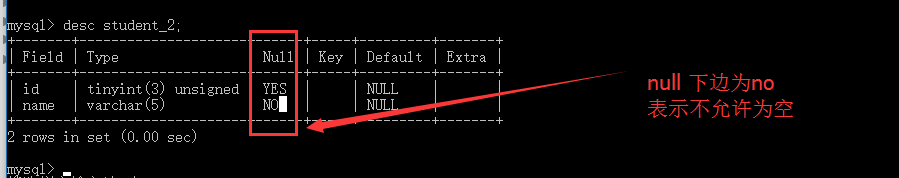 mysql> desc student_2;
+-------+---------------------+------+-----+---------+-------+
| Field | Type | Null | Key | Default | Extra |
+-------+---------------------+------+-----+---------+-------+
| id | tinyint(3) unsigned | YES | | NULL | |
| name | varchar(5) | NO | | NULL | |
+-------+---------------------+------+-----+---------+-------+
2 rows in set (0.00 sec)
mysql>
null 下边为no
表示不允许为空